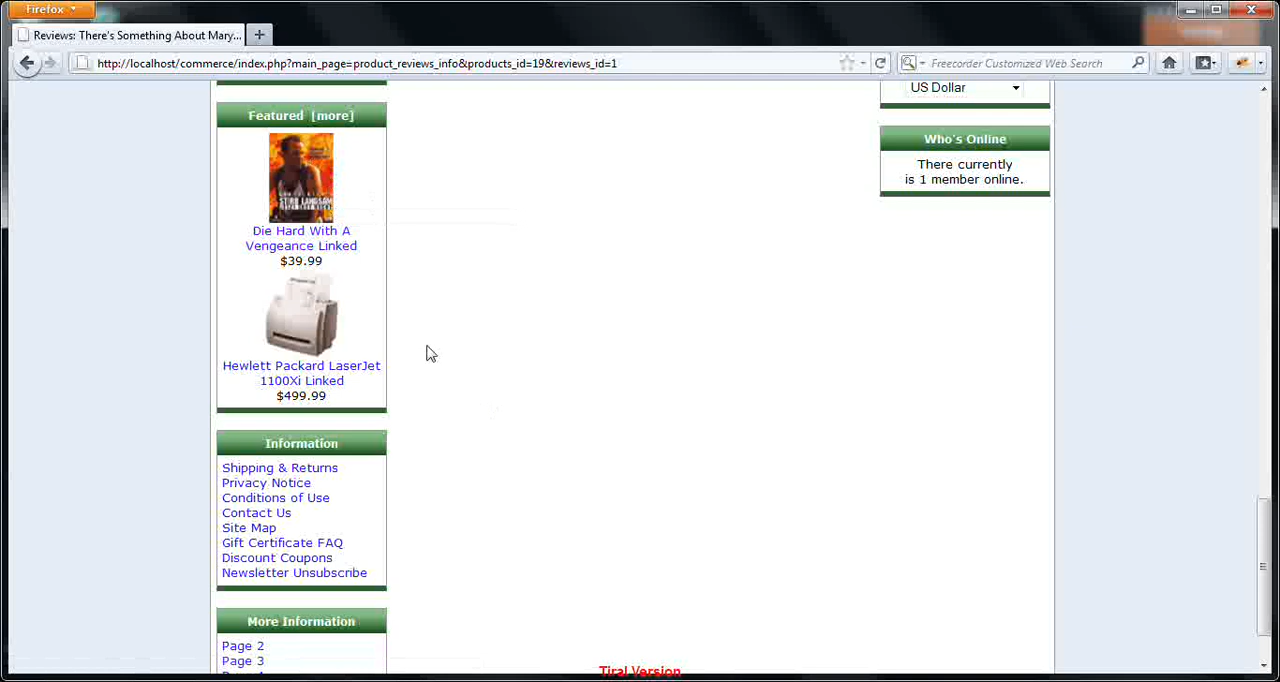 Firefox
Reviews: There's Something About Mary...
http://localhost/commerce/index.php?main_page=product_reviews_info&products_id=19&reviews_id=1
Freecorder Customized Web Search
US Dollar
Featured [more]
Die Hard With A
Vengeance Linked
$39.99
Hewlett Packard LaserJet
1100Xi Linked
$499.99
Information
Shipping & Returns
Privacy Notice
Conditions of Use
Contact Us
Site Map
Gift Certificate FAQ
Discount Coupons
Newsletter Unsubscribe
More Information
Page 2
Page 3
Who's Online
There currently
is 1 member online.
Tiral Version